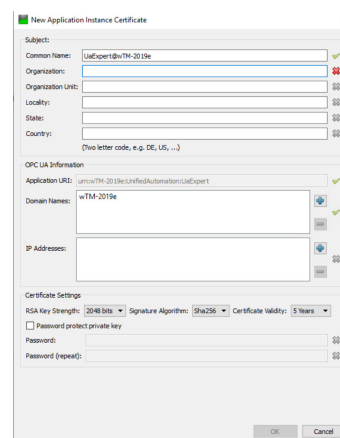 New Application Instance Certificate
Subject:
Common Name: UaExpert@wTM-2019e
Organization:
Organization Unit:
Locality:
State:
Country:
(Two letter code, e.g. DE, US, ...)
OPC UA Information
Application URI: urn:wTM-2019e:UnifiedAutomation:UaExpert
Domain Names: wTM-2019e
IP Addresses:
Certificate Settings
RSA Key Strength: 2048 bits Signature Algorithm: Sha256 Certificate Validity: 5 Years
Password protect private key
Password:
Password (repeat):
OK Cancel